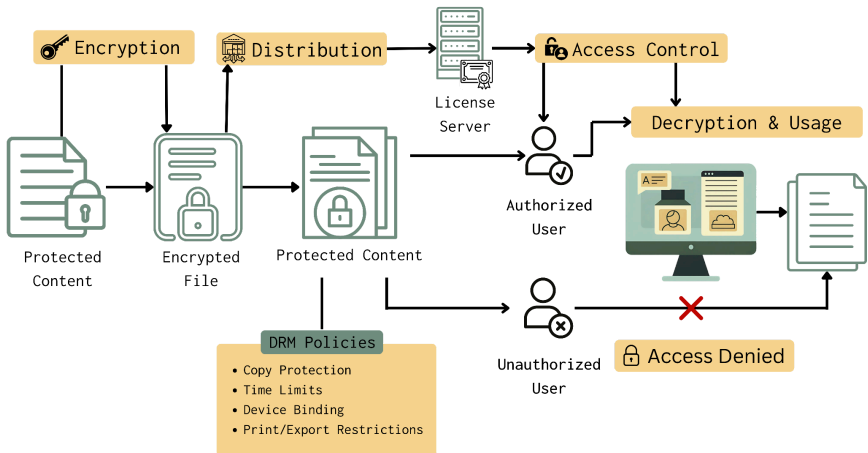 Encryption
Distribution
License
Server
Access Control
Decryption & Usage
Protected
Content
Encrypted
File
Protected Content
Authorized
User
A
Unauthorized
User
Access Denied
DRM Policies
• Copy Protection
• Time Limits
• Device Binding
• Print/Export Restrictions